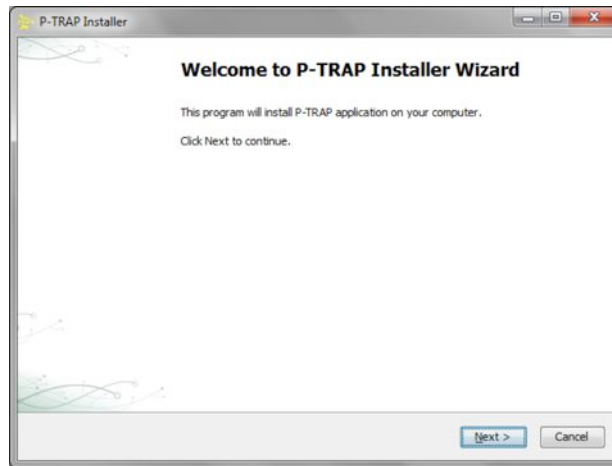 P-TRAP Installer
Welcome to P-TRAP Installer Wizard
This program will install P-TRAP application on your computer.
Click Next to continue.
Next >
Cancel